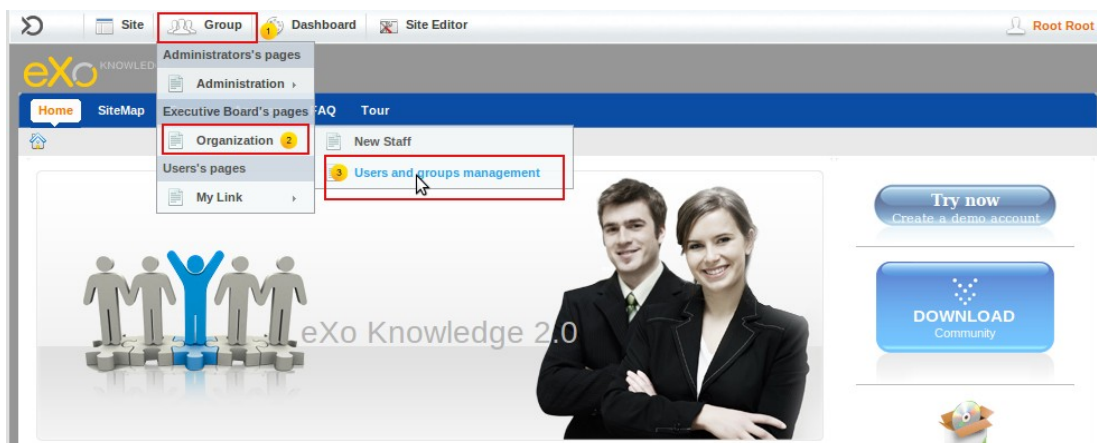 Site Group 1 Dashboard Site Editor Root Root
Administrators's pages
eXo KNOWLED
Administration
Home SiteMap Executive Board's pages FAQ Tour
Organization 2 New Staff
Users's pages 3 Users and groups management
My Link
Try now
Create a demo account
DOWNLOAD
Community
eXo Knowledge 2.0